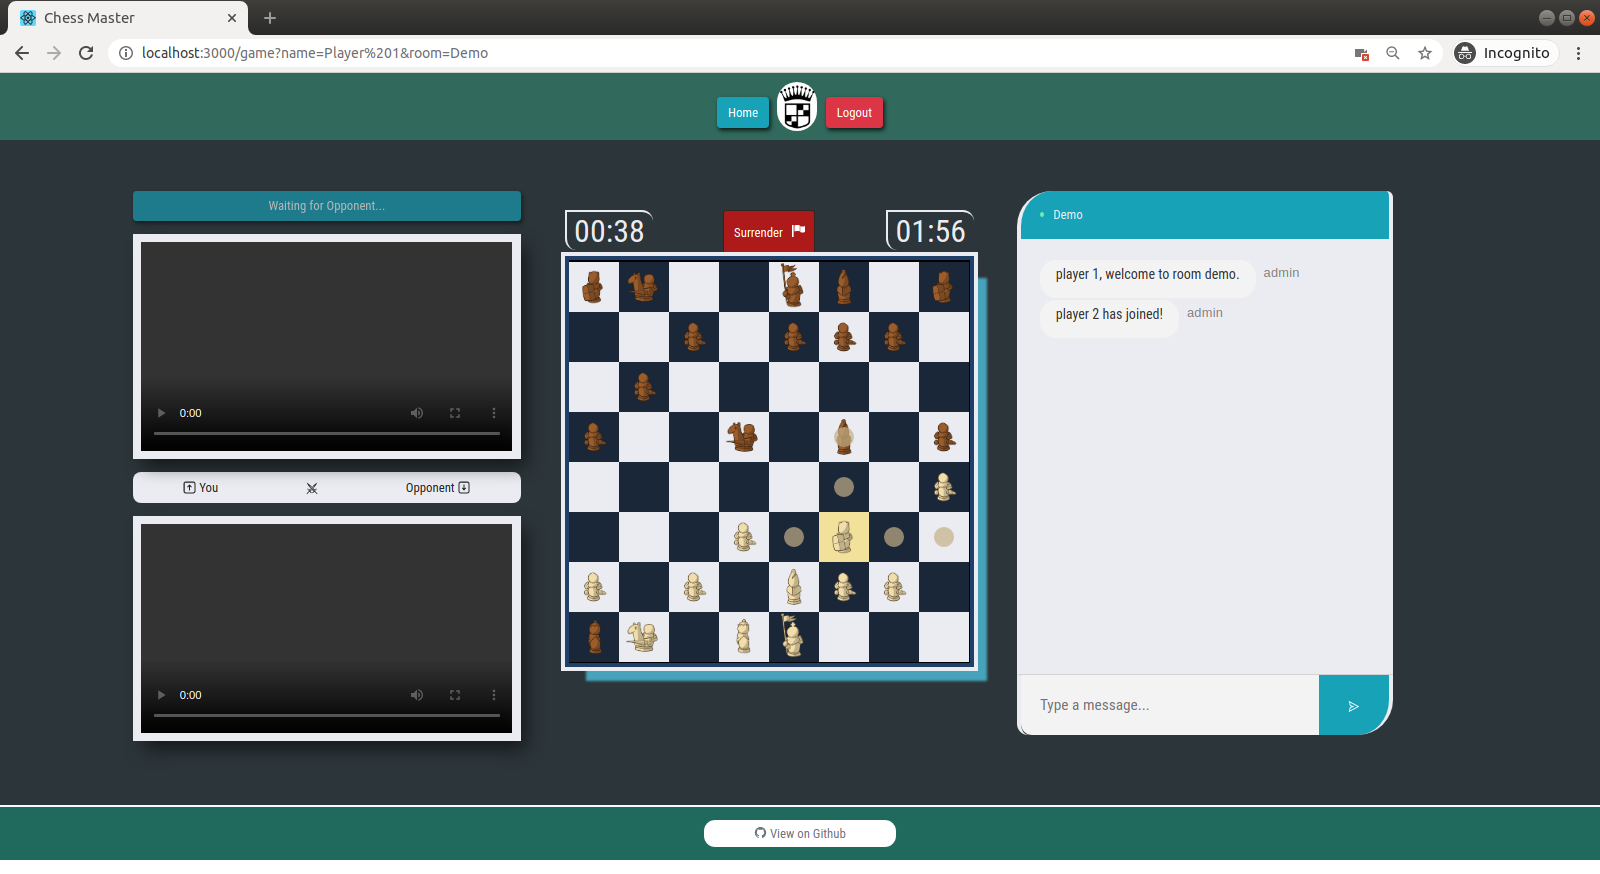 Chess Master
localhost:3000/game?name=Player%201&room=Demo
Incognito
Home
Logout
Waiting for Opponent...
0:00
You
Opponent
0:00
00:38
Surrender
01:56
Demo
player 1, welcome to room demo.
admin
player 2 has joined!
admin
Type a message...
View on Github